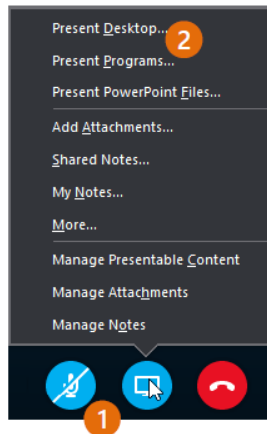 Present Desktop...
2
Present Programs...
Present PowerPoint Files...
Add Attachments...
Shared Notes...
My Notes...
More...
Manage Presentable Content
Manage Attachments
Manage Notes
1